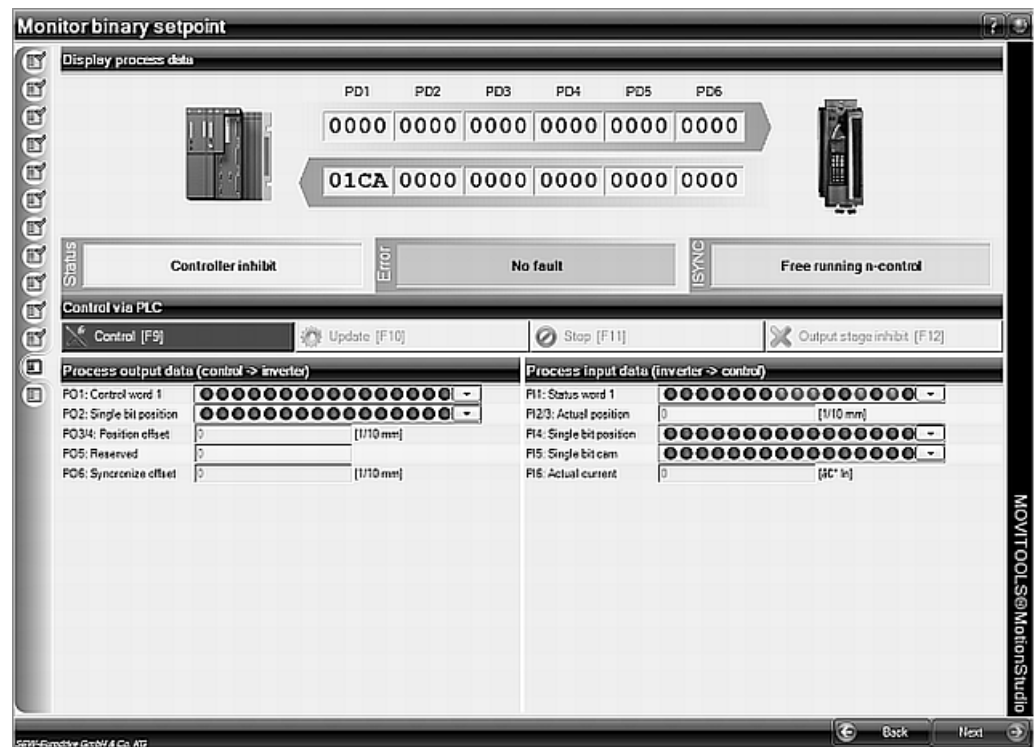 Monitor binary setpoint
Display process data
PD1 PD2 PD3 PD4 PD5 PD6
0000 0000 0000 0000 0000 0000
01CA 0000 0000 0000 0000 0000
Status Controller inhibit Error No fault ISYNC Free running n-control
Control via PLC
Control [F9] Update [F10] Stop [F11] Output stage inhibit [F12]
Process output data (control -> inverter)
PO1: Control word 1
PO2: Single bit position
PO3/4: Position offset 0 [1/10 mm]
PO5: Reserved 0
PO6: Syncronize offset 0 [1/10 mm]
Process input data (inverter -> control)
PI1: Status word 1
PI2/3: Actual position 0 [1/10 mm]
PI4: Single bit position
PI5: Single bit cam
PI6: Actual current 0
MOVITOOLS®MotionStudio
SEW-Eurodrive GmbH & Co. KG
Back Next